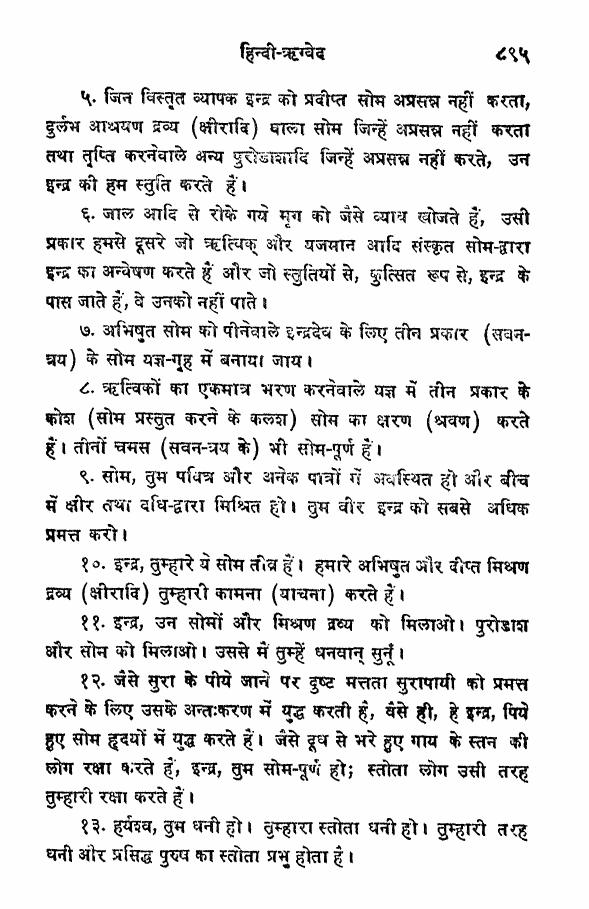 हिन्दी-ऋग्वेद ८९५
५. जिन विस्तृत व्यापक इन्द्र को प्रदीप्त सोम अप्रसन्न नहीं करता,
दुर्लभ आश्रयण द्रव्य (क्षीरादि) वाला सोम जिन्हें अप्रसन्न नहीं करता
तथा तृप्ति करनेवाले अन्य पुरोडाशादि जिन्हें अप्रसन्न नहीं करते, उन
इन्द्र की हम स्तुति करते हैं।
६. जाल आदि से रोके गये मृग को जैसे व्याध खोजते हैं, उसी
प्रकार हमसे दूसरे जो ऋत्विक् और यजमान आदि संस्कृत सोम-द्वारा
इन्द्र का अन्वेषण करते हैं और जो स्तुतियों से, कुत्सित रूप से, इन्द्र के
पास जाते हैं, वे उनको नहीं पाते।
७. अभिषुत सोम को पीनेवाले इन्द्रदेव के लिए तीन प्रकार (सवन-
त्रय) के सोम यज्ञ-गृह में बनाया जाय।
८. ऋत्विकों का एकमात्र भरण करनेवाले यज्ञ में तीन प्रकार के
कोश (सोम प्रस्तुत करने के कलश) सोम का क्षरण (श्रवण) करते
हैं। तीनों चमस (सवन-त्रय के) भी सोम-पूर्ण हैं।
९. सोम, तुम पवित्र और अनेक पात्रों में अवस्थित हो और बीच
में क्षीर तथा दधि-द्वारा मिश्रित हो। तुम वीर इन्द्र को सबसे अधिक
प्रमत्त करो।
१०. इन्द्र, तुम्हारे ये सोम तीव्र हैं। हमारे अभिषुत और दीप्त मिश्रण
द्रव्य (क्षीरादि) तुम्हारी कामना (याचना) करते हैं।
११. इन्द्र, उन सोमों और मिश्रण द्रव्य को मिलाओ। पुरोडाश
और सोम को मिलाओ। उससे मैं तुम्हें धनवान् सुनूँ।
१२. जैसे सुरा के पीये जाने पर दुष्ट मत्तता सुरापायी को प्रमत्त
करने के लिए उसके अन्तःकरण में युद्ध करती है, वैसे ही, हे इन्द्र, पिये
हुए सोम हृदयों में युद्ध करते हैं। जैसे दूध से भरे हुए गाय के स्तन की
लोग रक्षा करते हैं, इन्द्र, तुम सोम-पूर्ण हो; स्तोता लोग उसी तरह
तुम्हारी रक्षा करते हैं।
१३. हर्यश्व, तुम धनी हो। तुम्हारा स्तोता धनी हो। तुम्हारी तरह
धनी और प्रसिद्ध पुरुष का स्तोता प्रभु होता है।